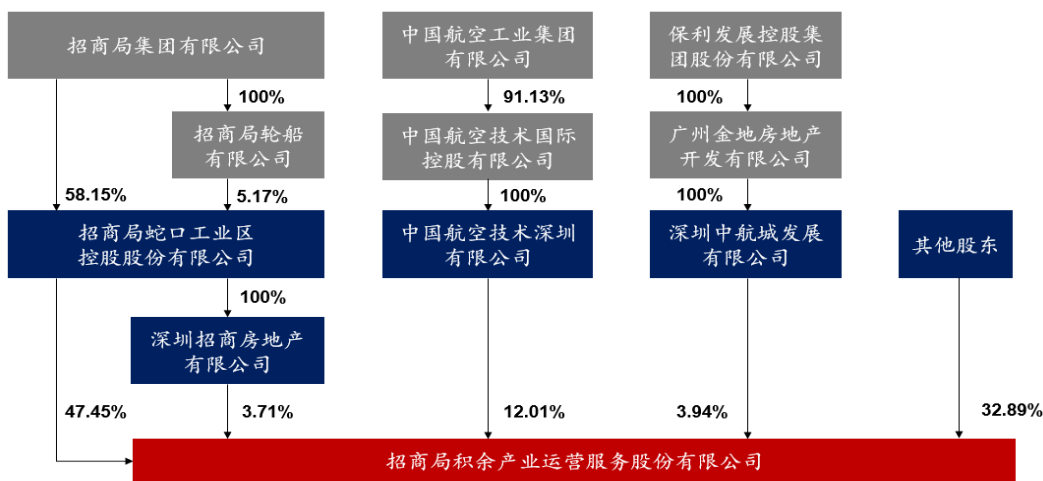 招商局集团有限公司
中国航空工业集团
有限公司
保利发展控股集
团股份有限公司
100%
91.13%
100%
招商局轮船
有限公司
中国航空技术国际
控股有限公司
广州金地房地产
开发有限公司
58.15%
5.17%
100%
100%
招商局蛇口工业区
控股股份有限公司
中国航空技术深圳
有限公司
深圳中航城发展
有限公司
其他股东
100%
深圳招商房地产
有限公司
47.45%
3.71%
12.01%
3.94%
32.89%
招商局积余产业运营服务股份有限公司